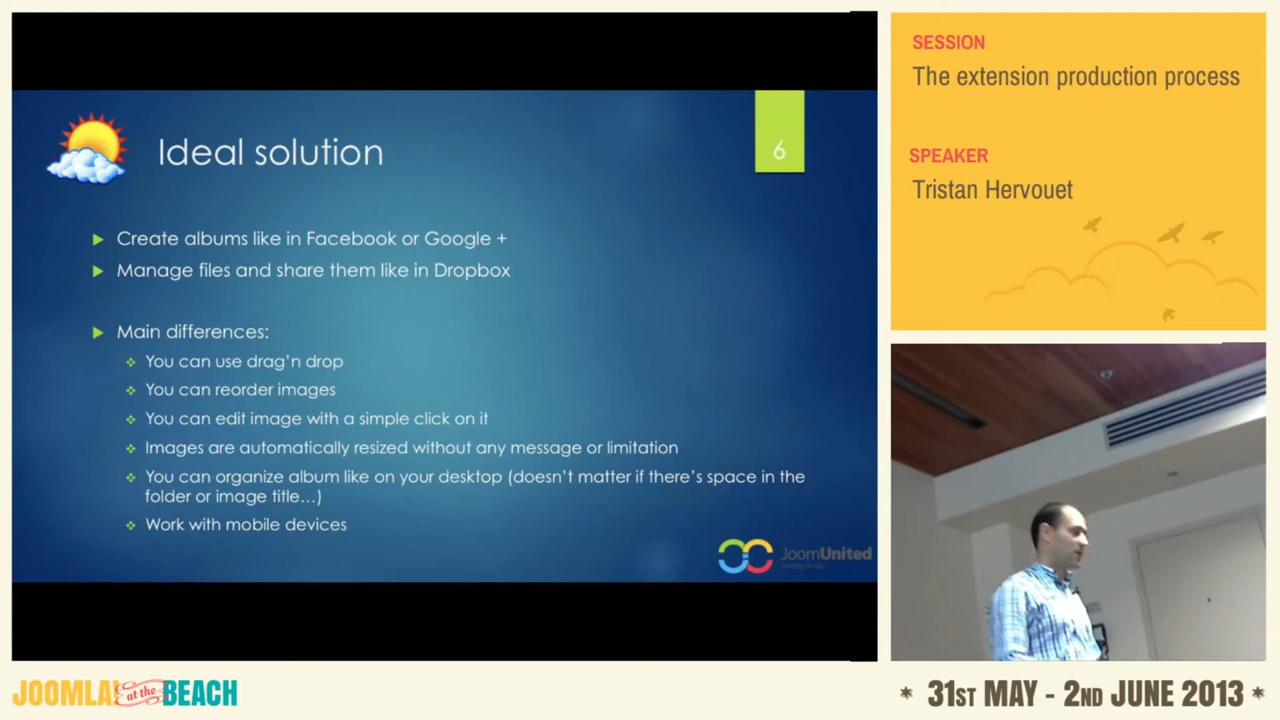 Ideal solution
6
Create albums like in Facebook or Google +
Manage files and share them like in Dropbox
Main differences:
You can use drag'n drop
You can reorder images
You can edit image with a simple click on it
Images are automatically resized without any message or limitation
You can organize album like on your desktop (doesn't matter if there's space in the
folder or image title...)
Work with mobile devices
JoomUnited
SESSION
The extension production process
SPEAKER
Tristan Hervouet
JOOMLA! at the BEACH
* 31ST MAY - 2ND JUNE 2013 *